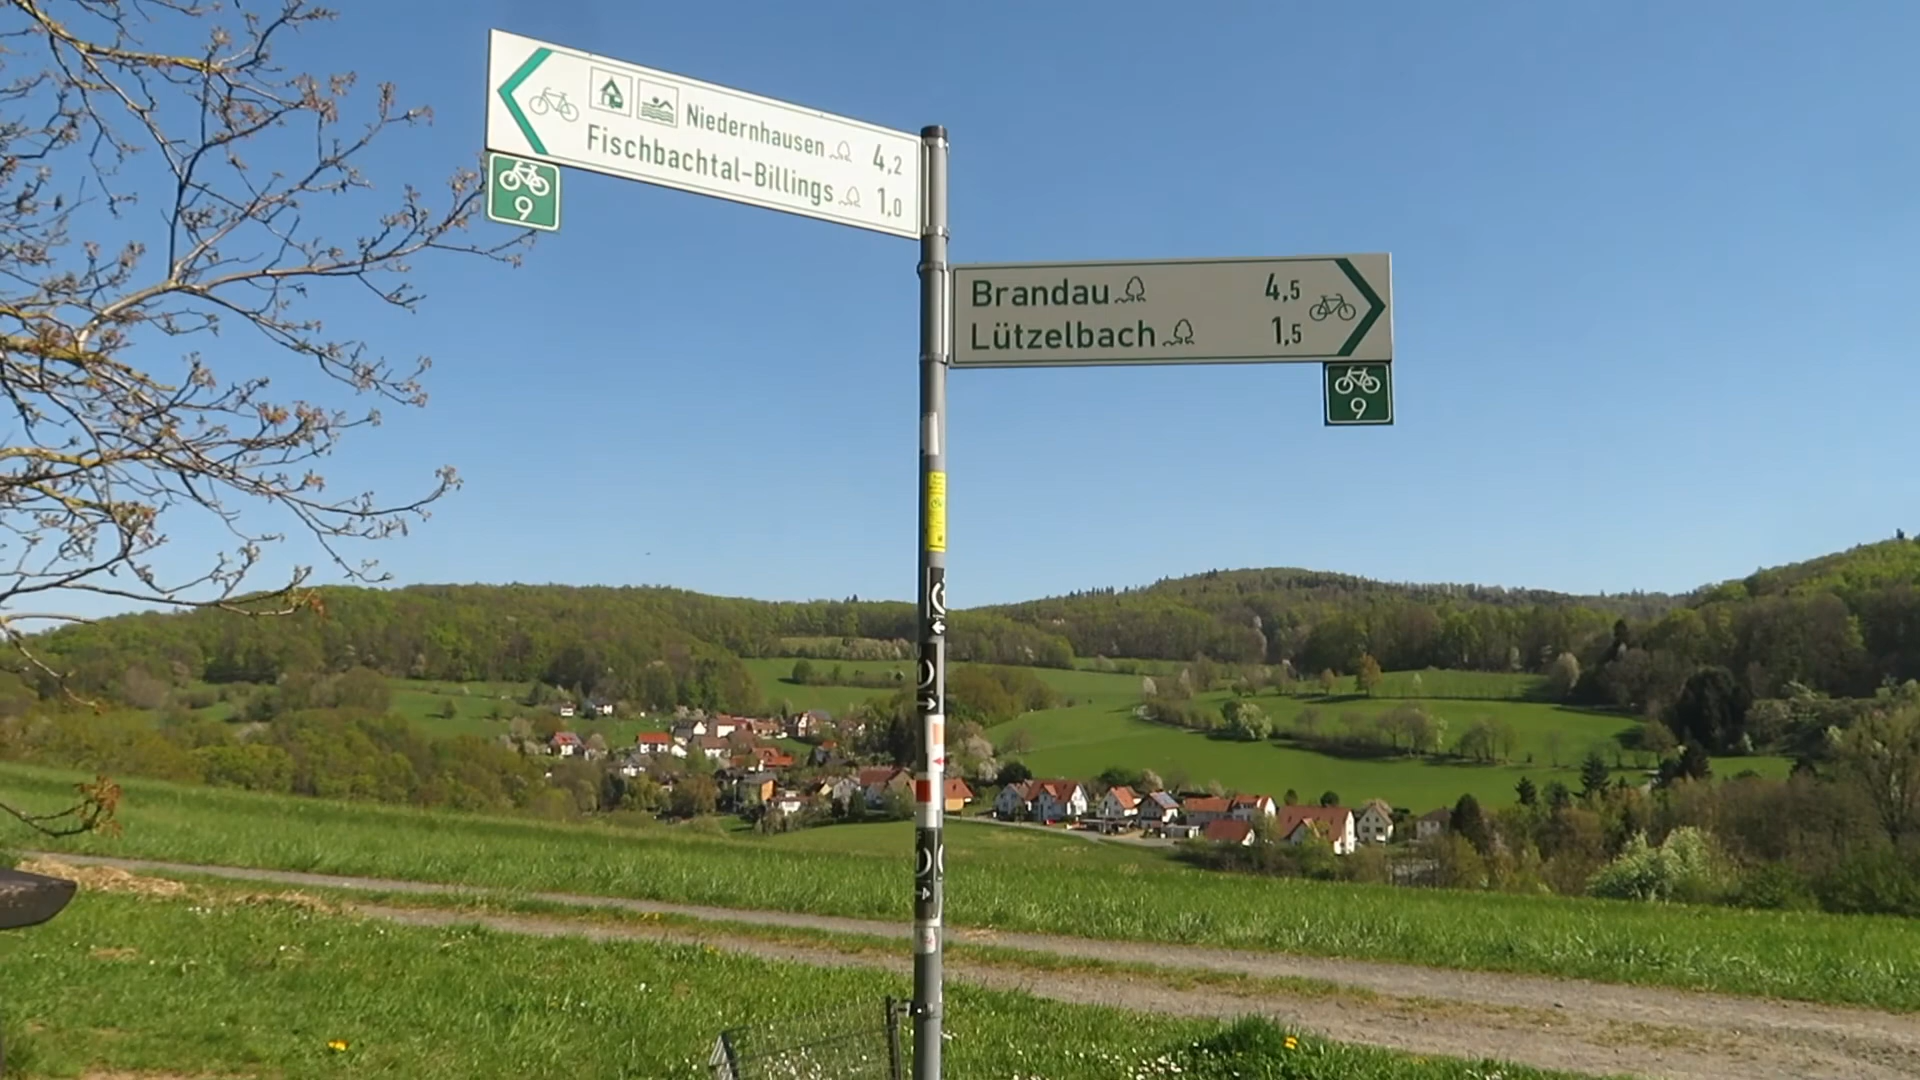 Niedernhausen 4,2
Fischbachtal-Billings 1,0
9
Brandau 4,5
Lützelbach 1,5
9